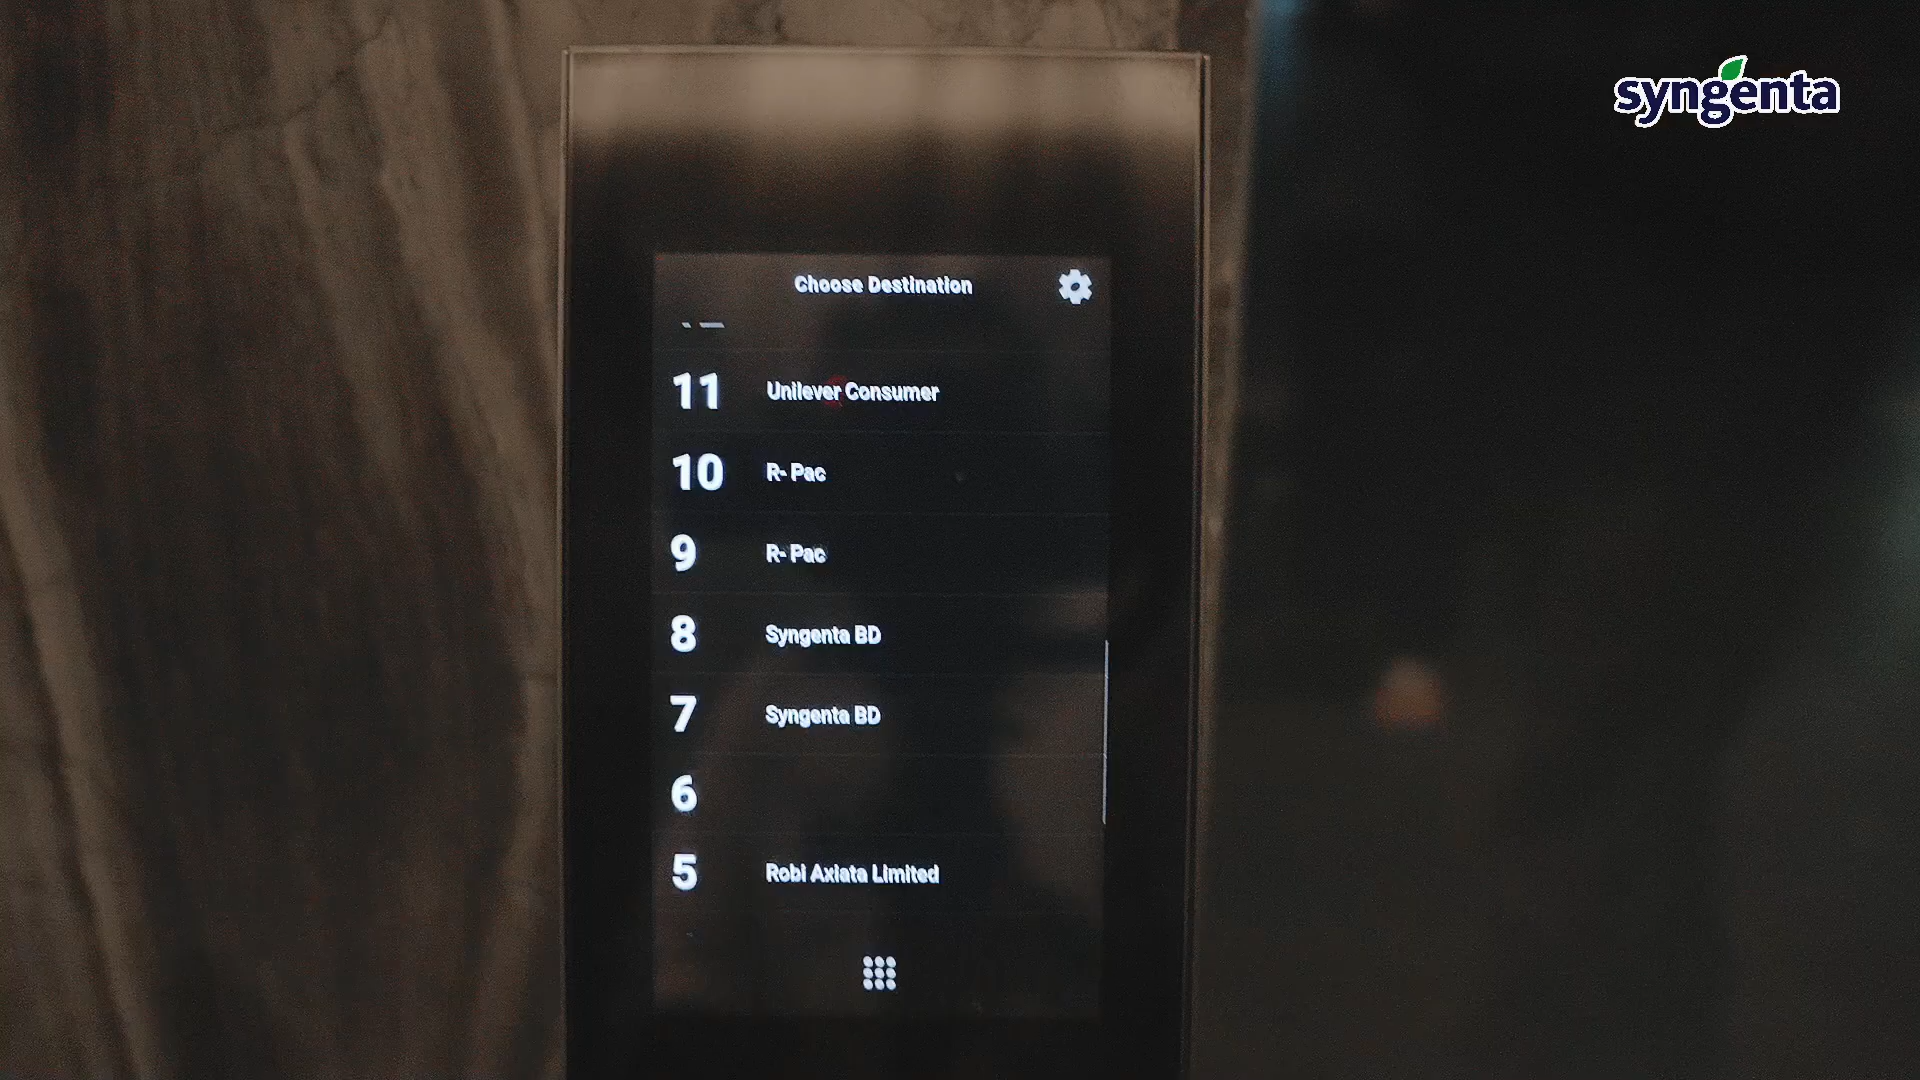 syngenta
Choose Destination
11 Unilever Consumer
10 R- Pac
9 R- Pac
8 Syngenta BD
7 Syngenta BD
6
5 Robi Axiata Limited